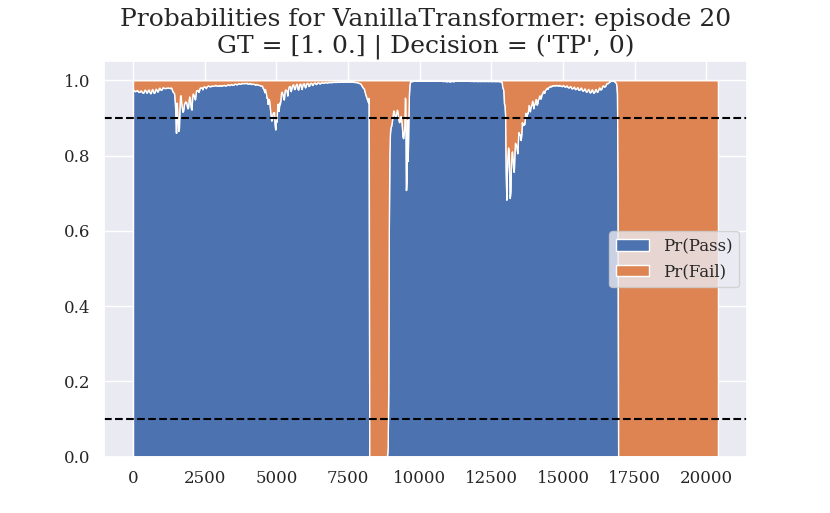 Probabilities for VanillaTransformer: episode 20
GT = [1. 0.] | Decision = ('TP', 0)
1.0
0.8
0.6
0.4
0.2
0.0
Pr(Pass)
Pr(Fail)
0 2500 5000 7500 10000 12500 15000 17500 20000